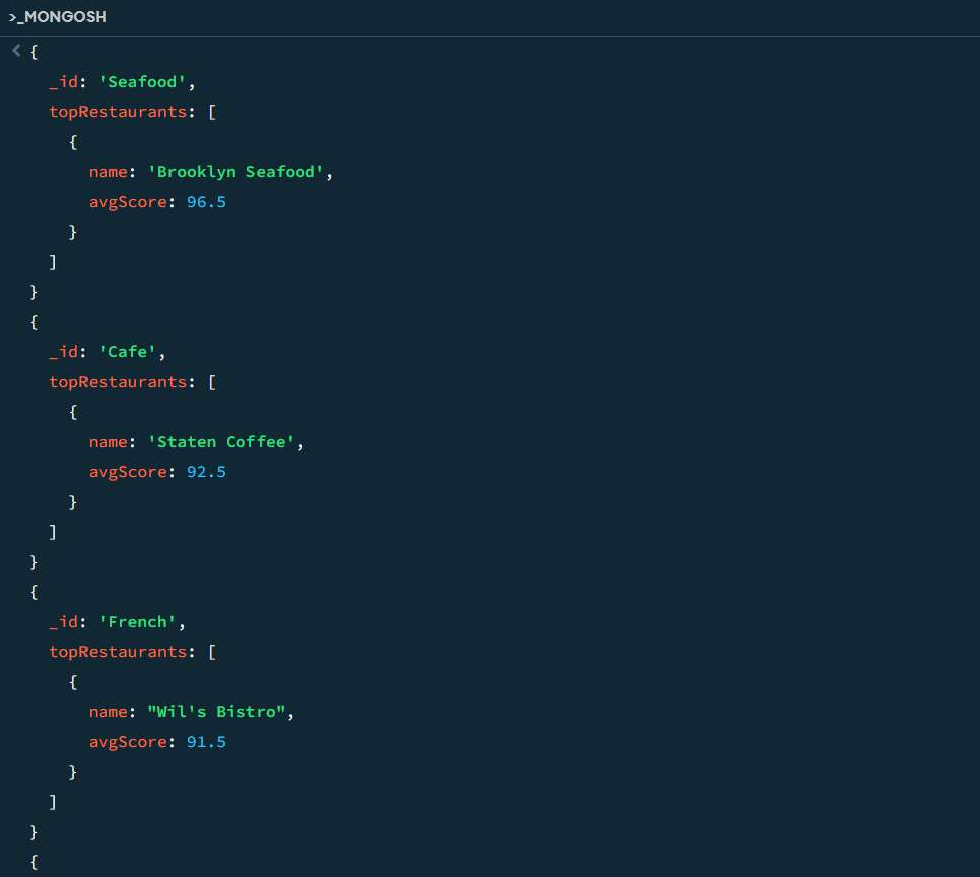 >_MONGOSH
< {
_id: 'Seafood',
topRestaurants: [
{
name: 'Brooklyn Seafood',
avgScore: 96.5
}
]
}
{
_id: 'Cafe',
topRestaurants: [
{
name: 'Staten Coffee',
avgScore: 92.5
}
]
}
{
_id: 'French',
topRestaurants: [
{
name: "Wil's Bistro",
avgScore: 91.5
}
]
}
{